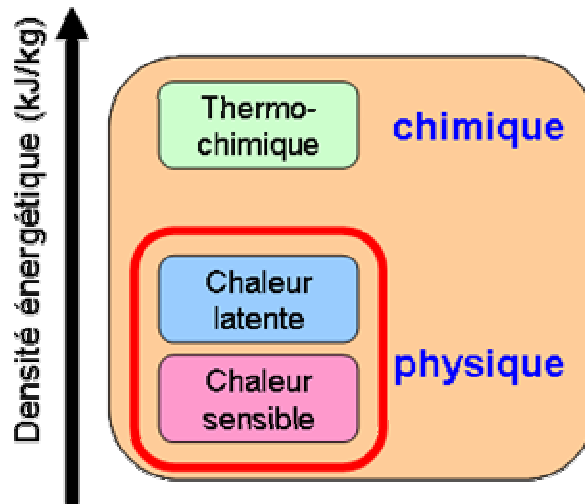 Densité énergétique (kJ/kg)
Thermo-
chimique
chimique
Chaleur
latente
Chaleur
sensible
physique